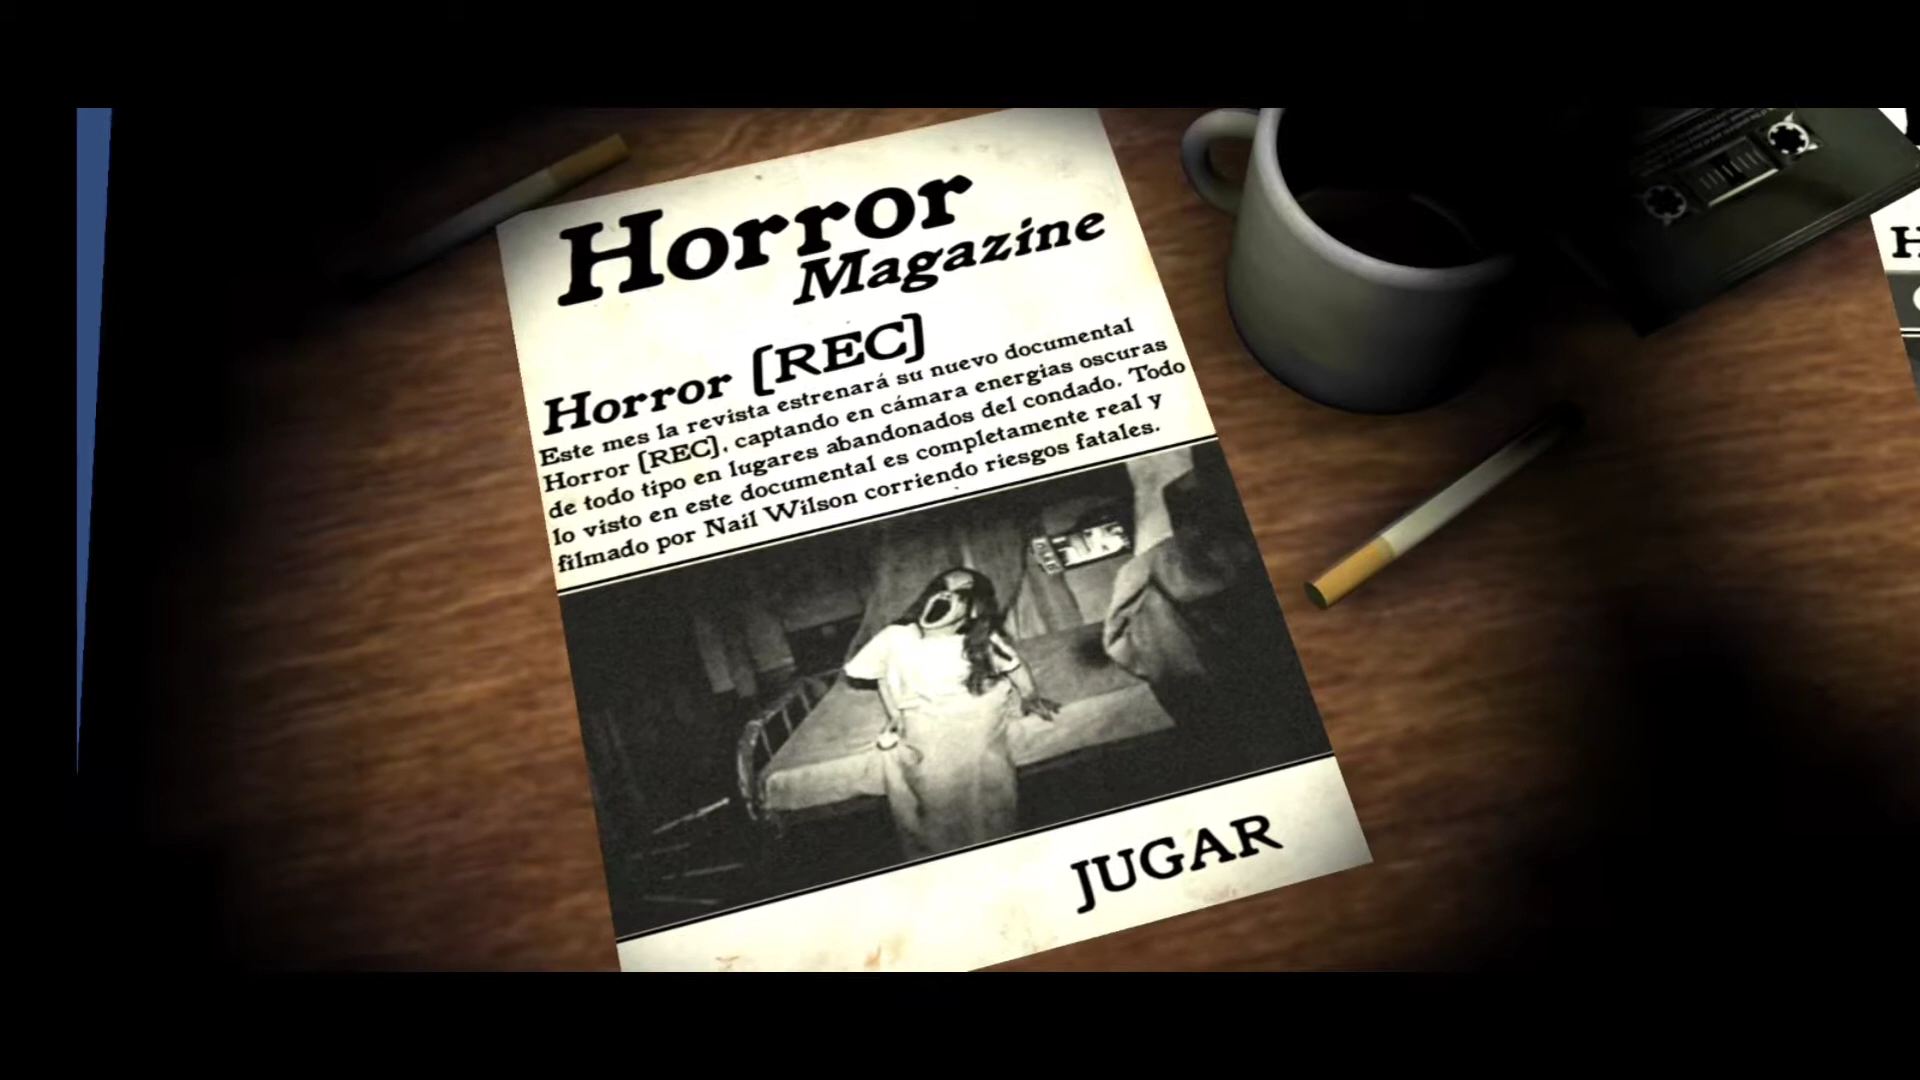 Horror
Magazine
Horror [REC]
Este mes la revista estrenará su nuevo documental
Horror [REC], captando en cámara energias oscuras
de todo tipo en lugares abandonados del condado. Todo
lo visto en este documental es completamente real y
filmado por Nail Wilson corriendo riesgos fatales.
JUGAR
H